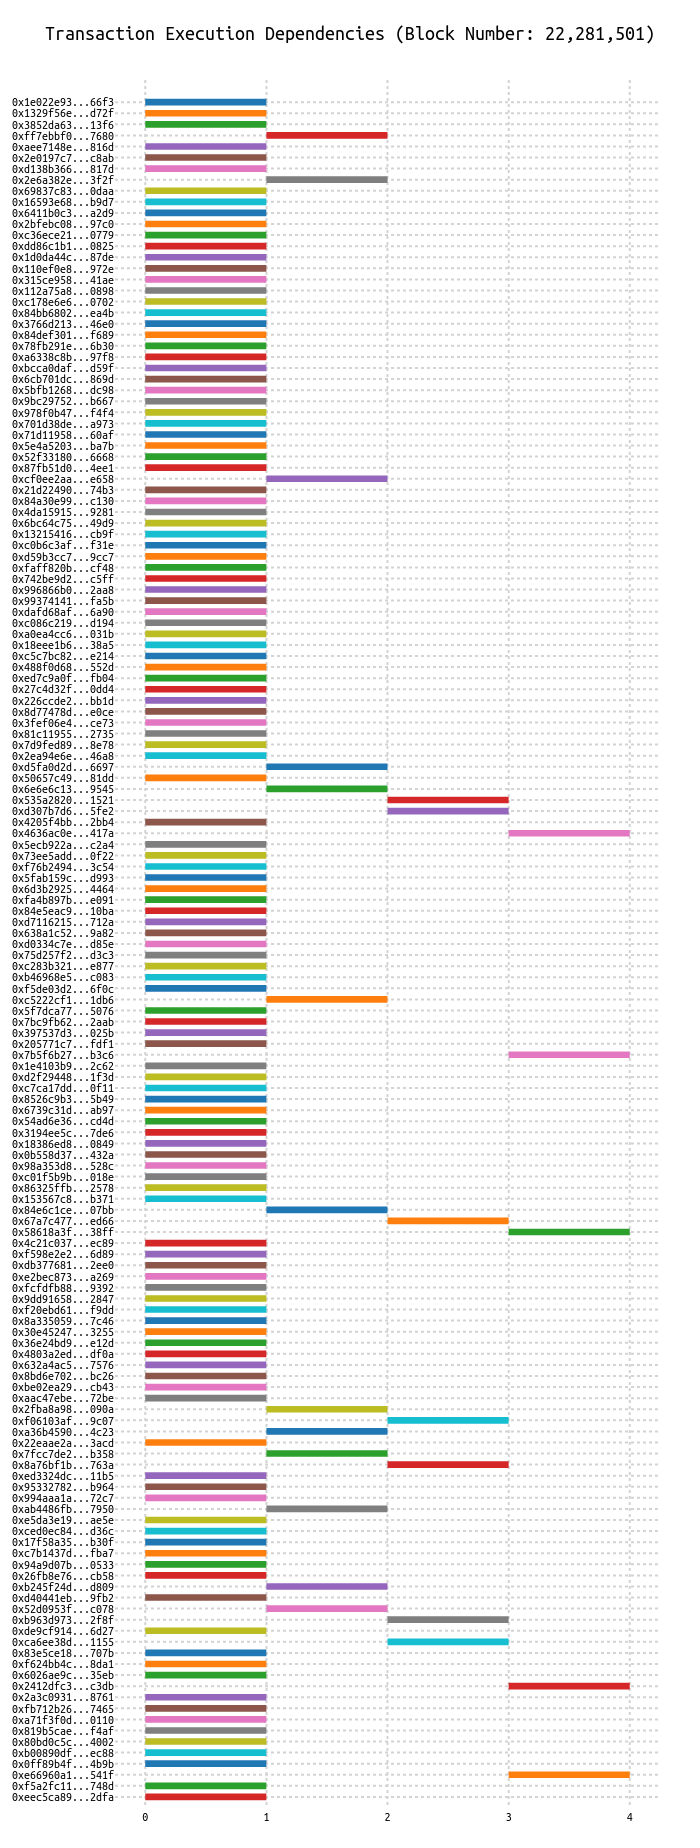 Transaction Execution Dependencies (Block Number: 22,281,501)
0x1e022e93...66f3
0x1329f56e...d72f
0x3852da63...13f6
0xff7ebbf0...7680
0xaee7148e...816d
0x2e0197c7...c8ab
0xd138b366...817d
0x2e6a382e...3f2f
0x69837c83...0daa
0x16593e68...b9d7
0x6411b0c3...a2d9
0x2bfebc08...97c0
0xc36ece21...0779
0xdd86c1b1...0825
0x1d0da44c...87de
0x110ef0e8...972e
0x315ce958...41ae
0x112a75a8...0898
0xc178e6e6...0702
0x84bb6802...ea4b
0x3766d213...46e0
0x84def301...f689
0x78fb291e...6b30
0xa6338c8b...97f8
0xbcca0daf...d59f
0x6cb701dc...869d
0x5bfb1268...dc98
0x9bc29752...b667
0x978f0b47...f4f4
0x701d38de...a973
0x71d11958...60af
0x5e4a5203...ba7b
0x52f33180...6668
0x87fb51d0...4ee1
0xcf0ee2aa...e658
0x21d22490...74b3
0x84a30e99...c130
0x4da15915...9281
0x6bc64c75...49d9
0x13215416...cb9f
0xc0b6c3af...f31e
0xd59b3cc7...9cc7
0xfaff820b...cf48
0x742be9d2...c5ff
0x996866b0...2aa8
0x99374141...fa5b
0xdafd68af...6a90
0xc086c219...d194
0xa0ea4cc6...031b
0x18eee1b6...38a5
0xc5c7bc82...e214
0x488f0d68...552d
0xed7c9a0f...fb04
0x27c4d32f...0dd4
0x226ccde2...bb1d
0x8d77478d...e0ce
0x3fef06e4...ce73
0x81c11955...2735
0x7d9fed89...8e78
0x2ea94e6e...46a8
0xd5fa0d2d...6697
0x50657c49...81dd
0x6e6e6c13...9545
0x535a2820...1521
0xd307b7d6...5fe2
0x4205f4bb...2bb4
0x4636ac0e...417a
0x5ecb922a...c2a4
0x73ee5add...0f22
0xf76b2494...3c54
0x5fab159c...d993
0x6d3b2925...4464
0xfa4b897b...e091
0x84e5eac9...10ba
0xd7116215...712a
0x638a1c52...9a82
0xd0334c7e...d85e
0x75d257f2...d3c3
0xc283b321...e877
0xb46968e5...c083
0xf5de03d2...6f0c
0xc5222cf1...1db6
0x5f7dca77...5076
0x7bc9fb62...2aab
0x397537d3...025b
0x205771c7...fdf1
0x7b5f6b27...b3c6
0x1e4103b9...2c62
0xd2f29448...1f3d
0xc7ca17dd...0f11
0x8526c9b3...5b49
0x6739c31d...ab97
0x54ad6e36...cd4d
0x3194ee5c...7de6
0x18386ed8...0849
0x0b558d37...432a
0x98a353d8...528c
0xc01f5b9b...018e
0x86325ffb...2578
0x153567c8...b371
0x84e6c1ce...07bb
0x67a7c477...ed66
0x58618a3f...38ff
0x4c21c037...ec89
0xf598e2e2...6d89
0xdb377681...2ee0
0xe2bec873...a269
0xfcfdfb88...9392
0x9dd91658...2847
0xf20ebd61...f9dd
0x8a335059...7c46
0x30e45247...3255
0x36e24bd9...e12d
0x4803a2ed...df0a
0x632a4ac5...7576
0x8bd6e702...bc26
0xbe02ea29...cb43
0xaac47ebe...72be
0x2fba8a98...090a
0xf06103af...9c07
0xa36b4590...4c23
0x22eaae2a...3acd
0x7fcc7de2...b358
0x8a76bf1b...763a
0xed3324dc...11b5
0x95332782...b964
0x994aaa1a...72c7
0xab4486fb...7950
0xe5da3e19...ae5e
0xced0ec84...d36c
0x17f58a35...b30f
0xc7b1437d...fba7
0x94a9d07b...0533
0x26fb8e76...cb58
0xb245f24d...d809
0xd40441eb...9fb2
0x52d0953f...c078
0xb963d973...2f8f
0xde9cf914...6d27
0xca6ee38d...1155
0x83e5ce18...707b
0xf624bb4c...8da1
0x6026ae9c...35eb
0x2412dfc3...c3db
0x2a3c0931...8761
0xfb712b26...7465
0xa71f3f0d...0110
0x819b5cae...f4af
0x80bd0c5c...4002
0xb00890df...ec88
0x0ff89b4f...4b9b
0xe66960a1...541f
0xf5a2fc11...748d
0xeec5ca89...2dfa
0 1 2 3 4